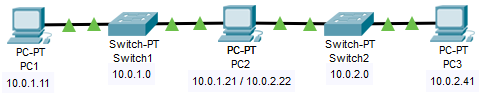 PC-PT
PC1
10.0.1.11
Switch-PT
Switch1
10.0.1.0
PC-PT
PC2
10.0.1.21 / 10.0.2.22
Switch-PT
Switch2
10.0.2.0
PC-PT
PC3
10.0.2.41